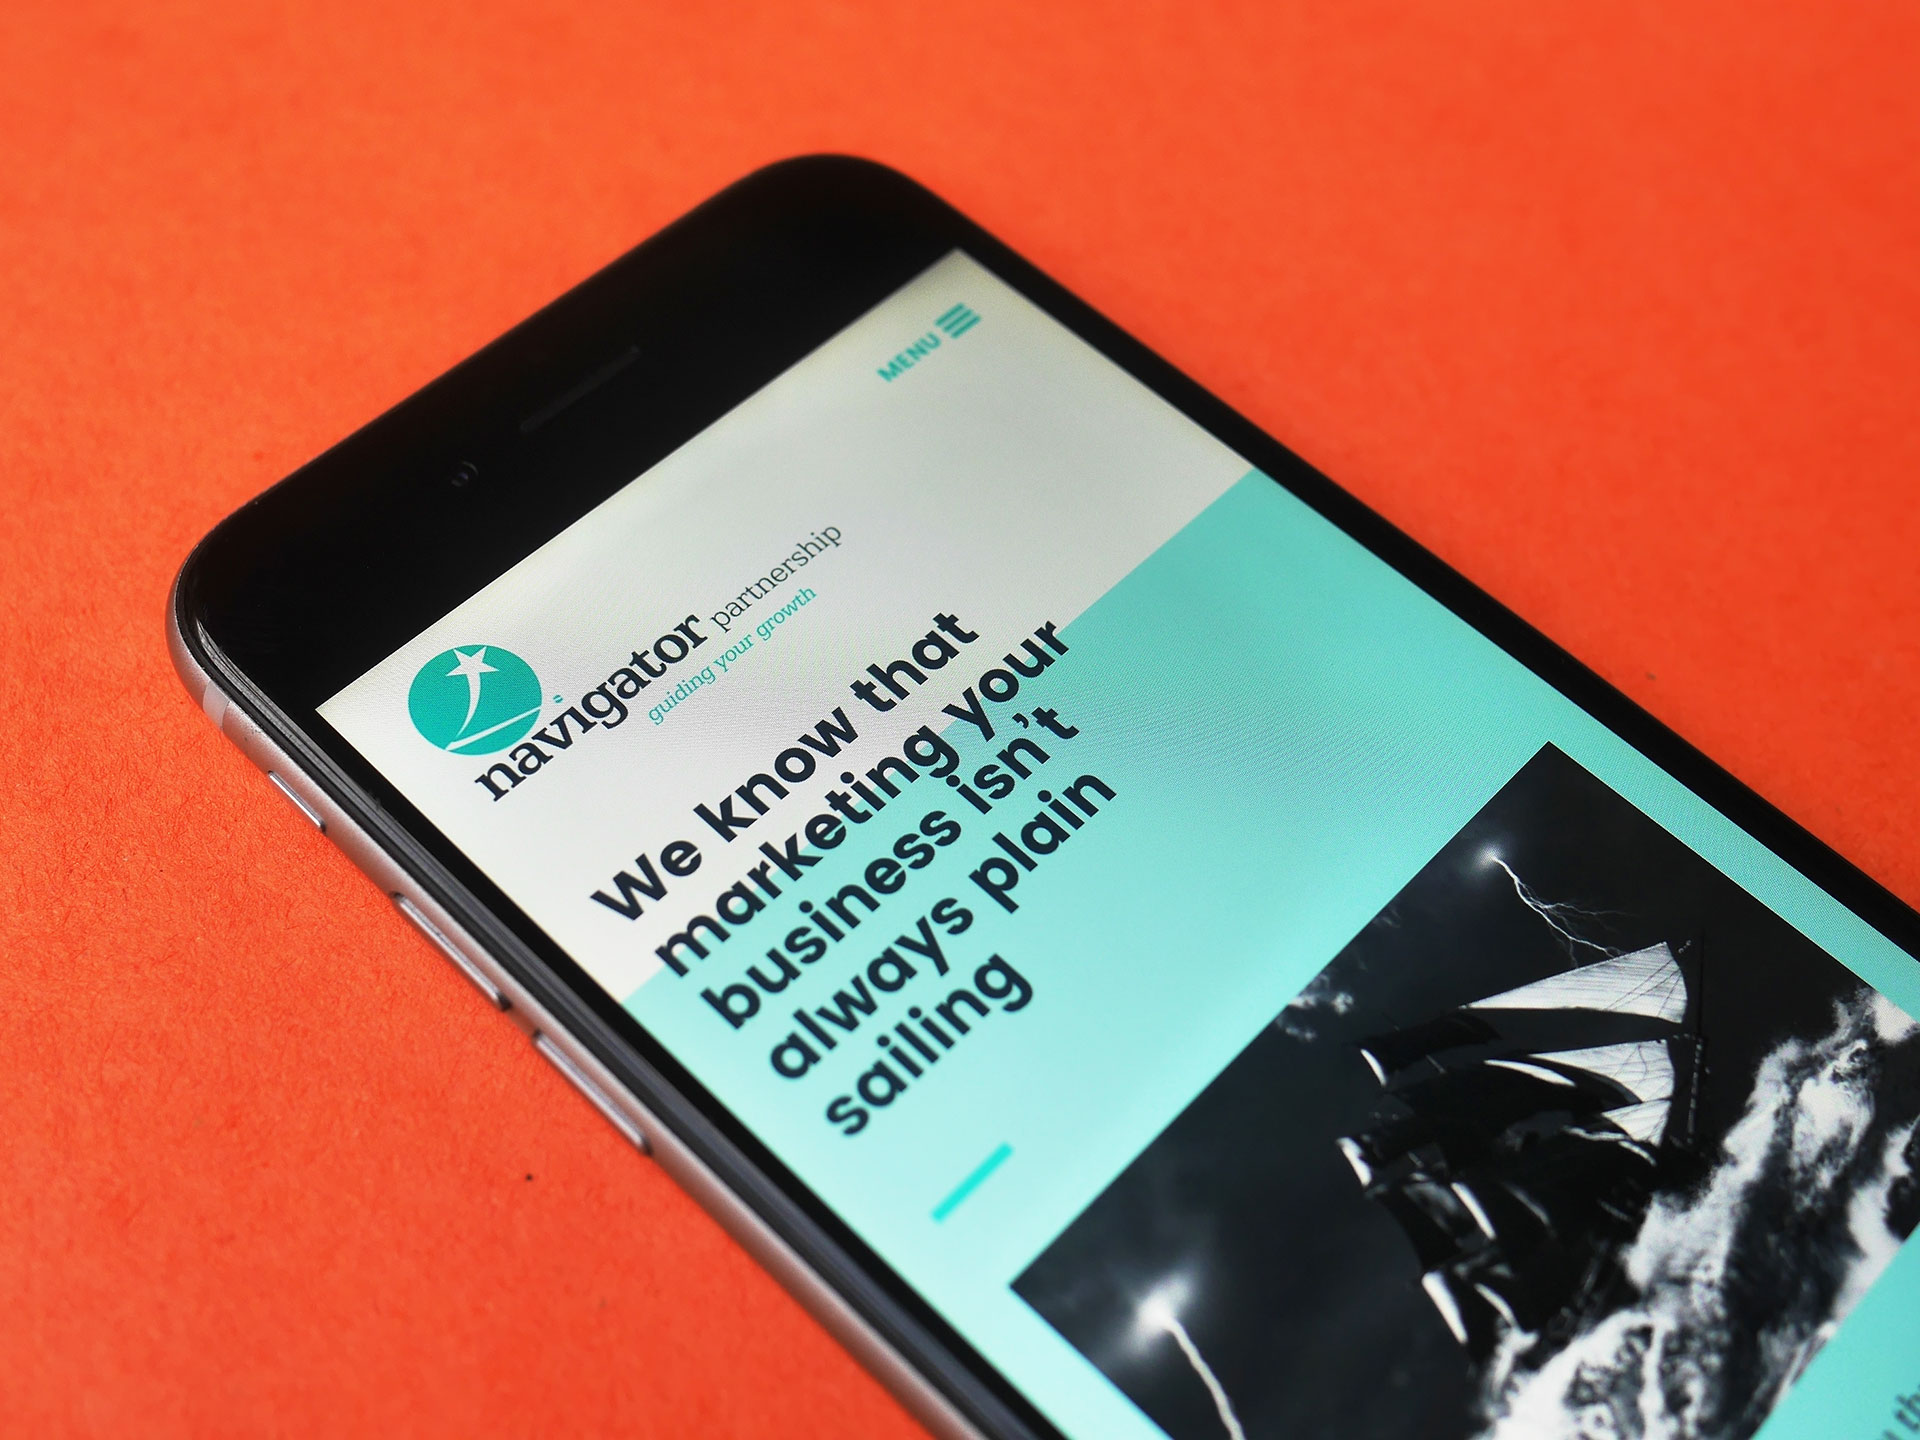 MENU
navigator partnership
guiding your growth
We know that
marketing your
business isn't
always plain
sailing